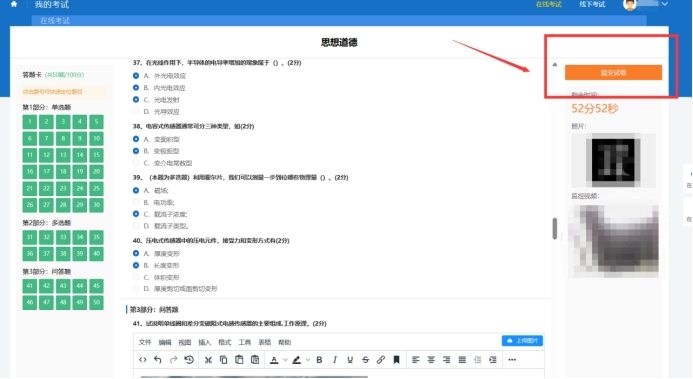 我的考试
在线考试
线下考试
在线考试
思想道德
答题卡（共50题/100分）
点击题号可快速定位题目
第1部分：单选题
1 2 3 4 5
6 7 8 9 10
11 12 13 14 15
16 17 18 19 20
21 22 23 24 25
26 27 28 29 30
第2部分：多选题
31 32 33 34 35
36 37 38 39 40
第3部分：问答题
41 42 43 44 45
46 47 48 49 50
37、在光线作用下，半导体的电导率增加的现象属于（）。(2分)
A、外光电效应
B、内光电效应
C、光电发射
D、光导效应
38、电容式传感器通常可分三种类型，如(2分)
A、变面积型
B、变极距型
C、变介电常数型
39、（本题为多选题）利用霍尔片，我们可以测量一步到位哪些物理量（）。(2分)
A、磁场;
B、电功率;
C、载流子浓度;
D、载流子类型。
40、压电式传感器中的压电元件，接受力和变形方式有(2分)
A、厚度变形
B、长度变形
C、体积变形
D、厚度剪切或面剪切变形
第3部分：问答题
41、试说明单线圈和差分变磁阻式电感传感器的主要组成、工作原理。(2分)
文件 编辑 视图 插入 格式 工具 表格 帮助
上传图片
提交试卷
剩余时间:
52分52秒
照片:
监控视频: